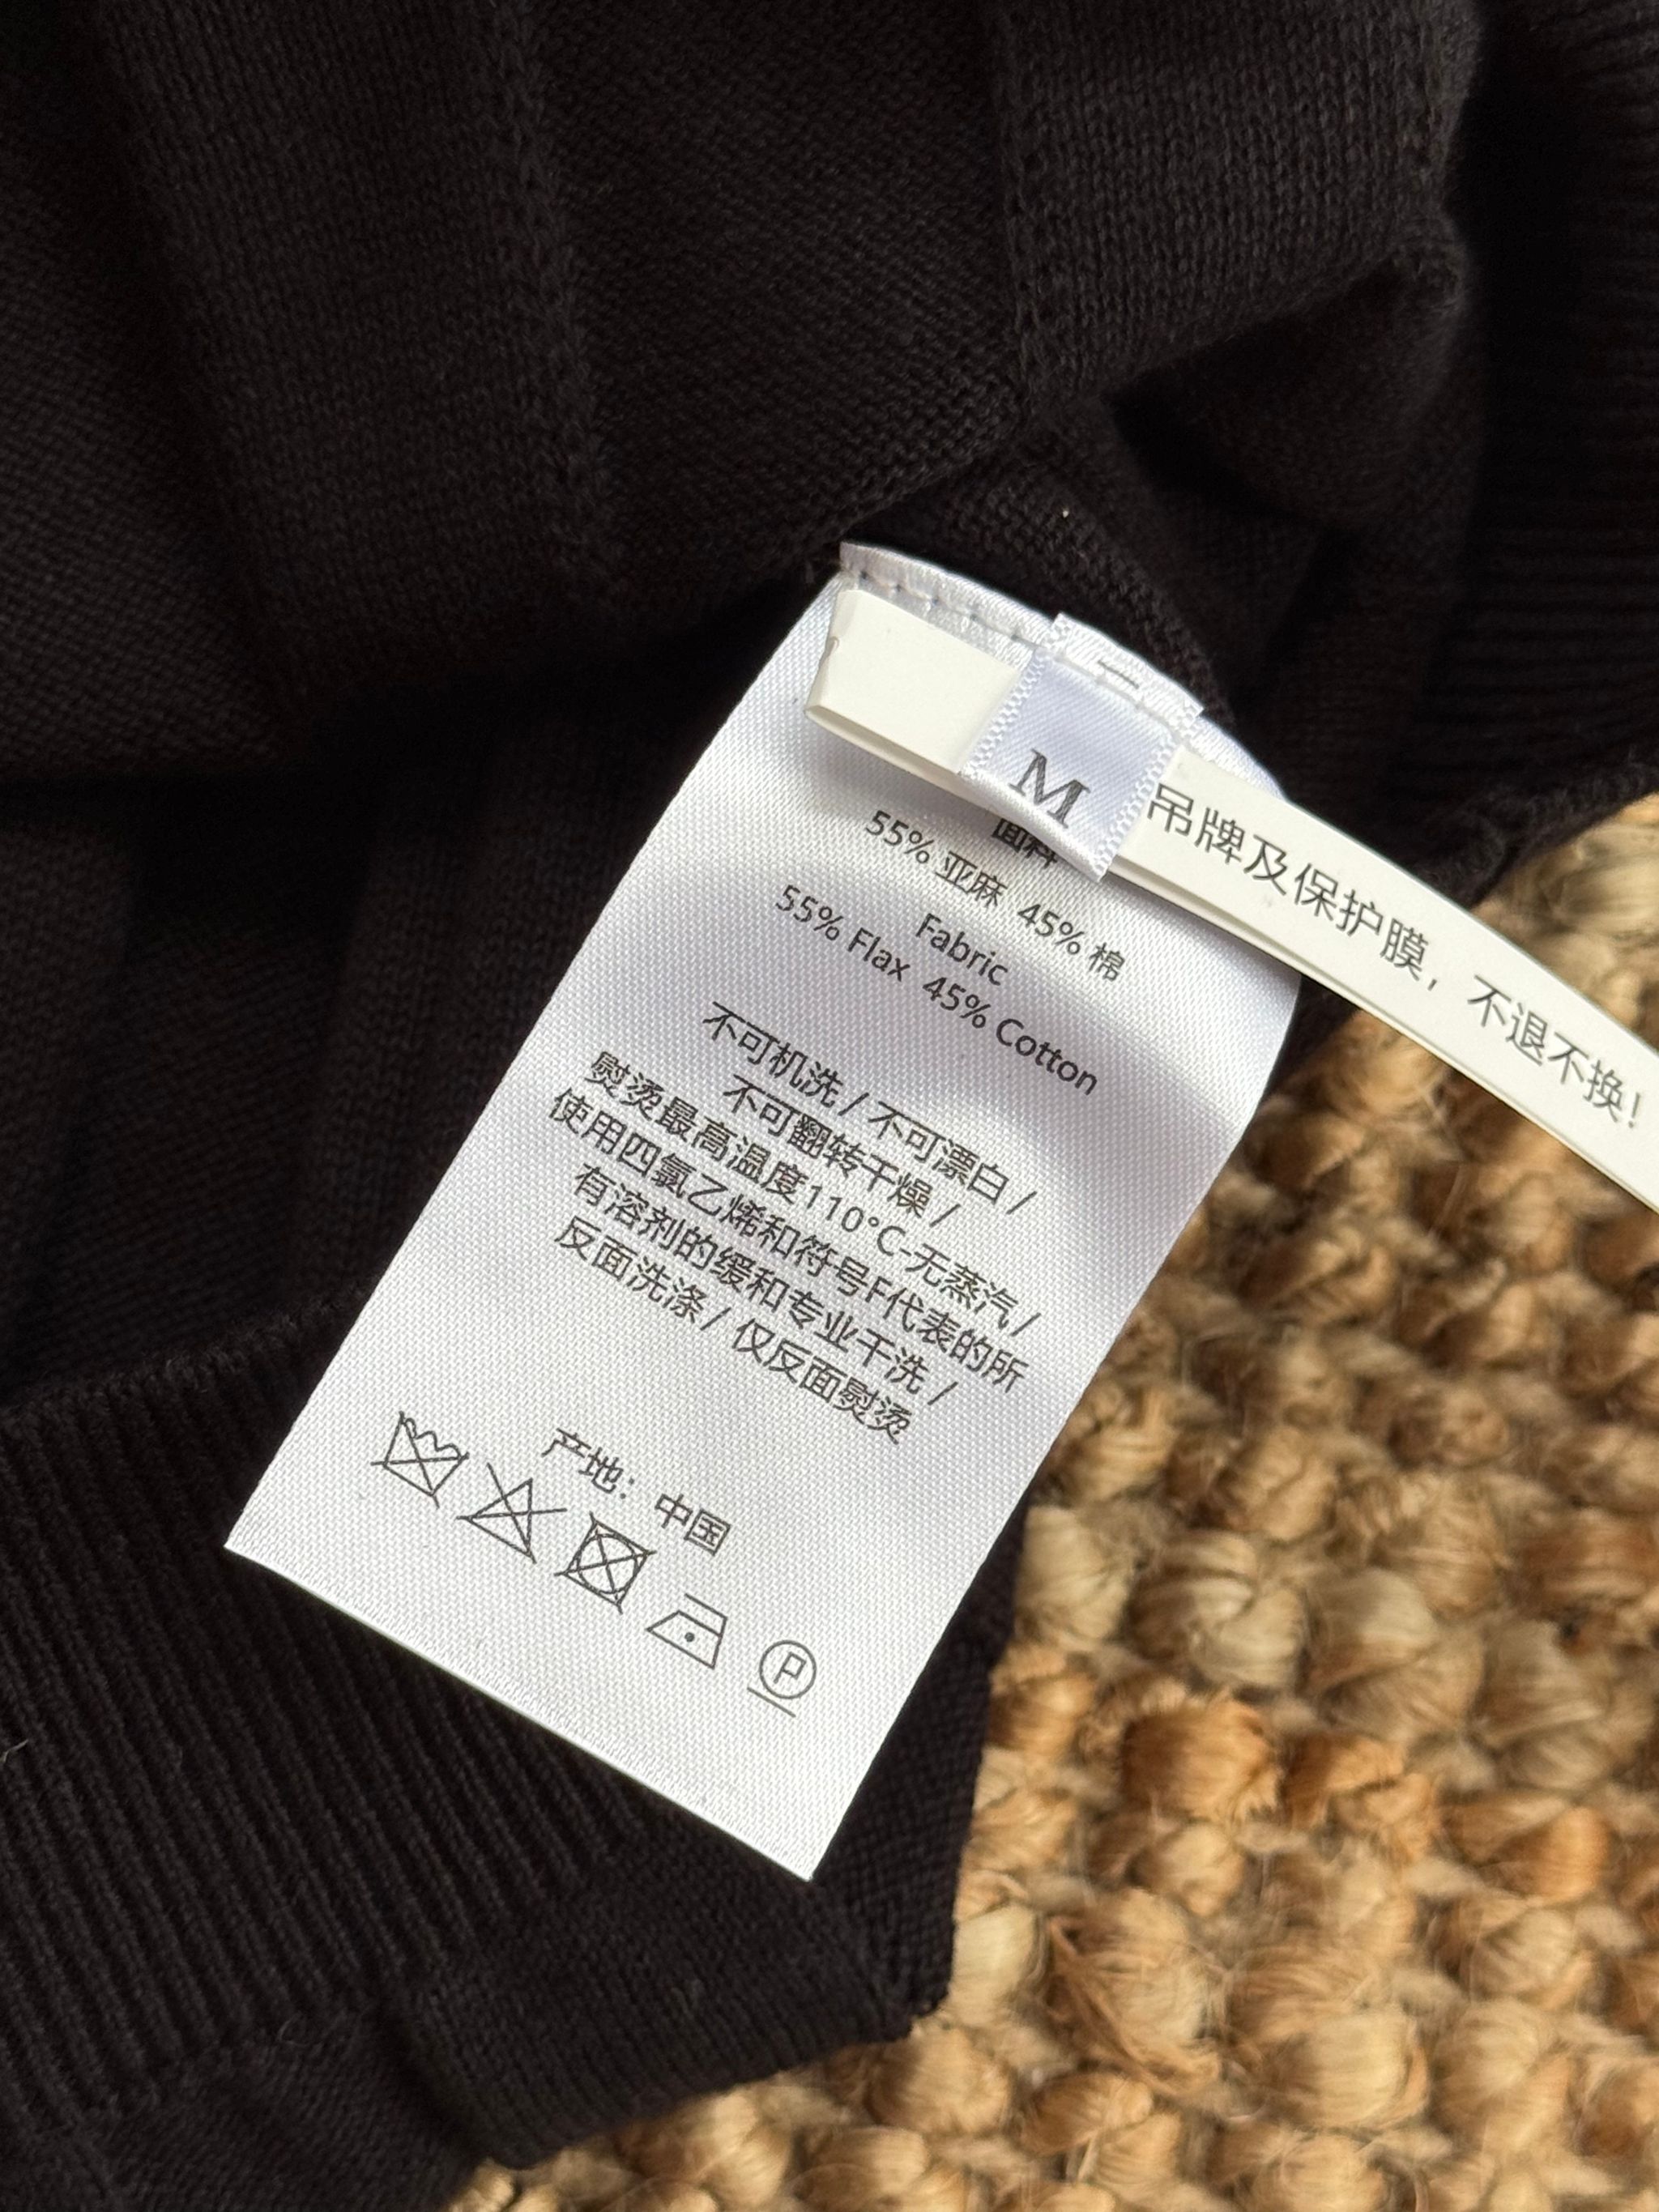 M
吊牌及保护膜，不退不换！
面料
55% 亚麻 45% 棉
Fabric
55% Flax 45% Cotton
不可机洗 / 不可漂白 /
不可翻转干燥 /
熨烫最高温度110°C-无蒸汽 /
使用四氯乙烯和符号F代表的所
有溶剂的缓和专业干洗 /
反面洗涤 / 仅反面熨烫
产地：中国
P